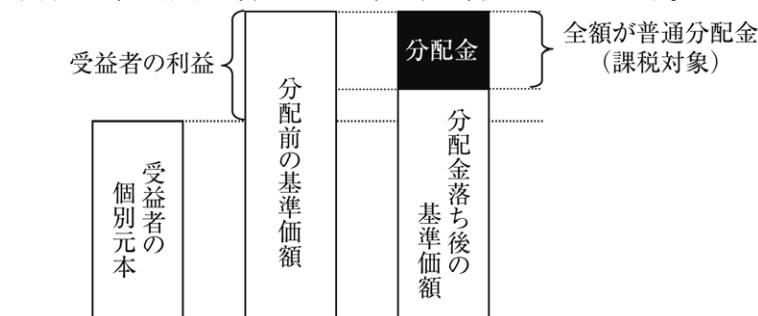 受益者の利益
分配金
全額が普通分配金
（課税対象）
受益者の
個別元本
分配前の基準価額
分配金落ち後の
基準価額